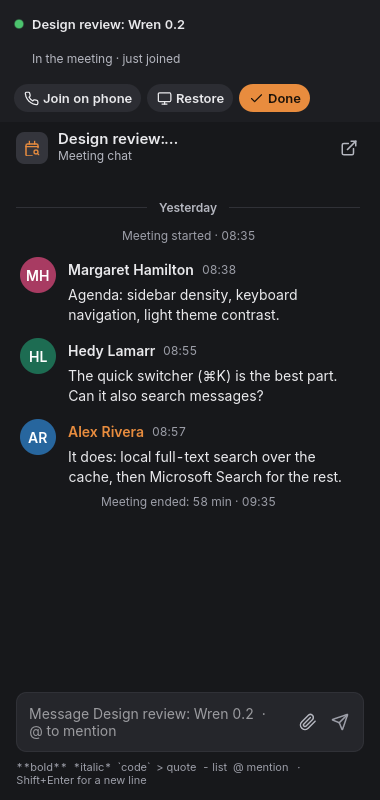 Design review: Wren 0.2
In the meeting · just joined
Join on phone
Restore
Done
Design review:...
Meeting chat
Yesterday
Meeting started · 08:35
MH
Margaret Hamilton 08:38
Agenda: sidebar density, keyboard
navigation, light theme contrast.
HL
Hedy Lamarr 08:55
The quick switcher (⌘K) is the best part.
Can it also search messages?
AR
Alex Rivera 08:57
It does: local full-text search over the
cache, then Microsoft Search for the rest.
Meeting ended: 58 min · 09:35
Message Design review: Wren 0.2 ·
@ to mention
**bold** *italic* `code` > quote - list @ mention ·
Shift+Enter for a new line